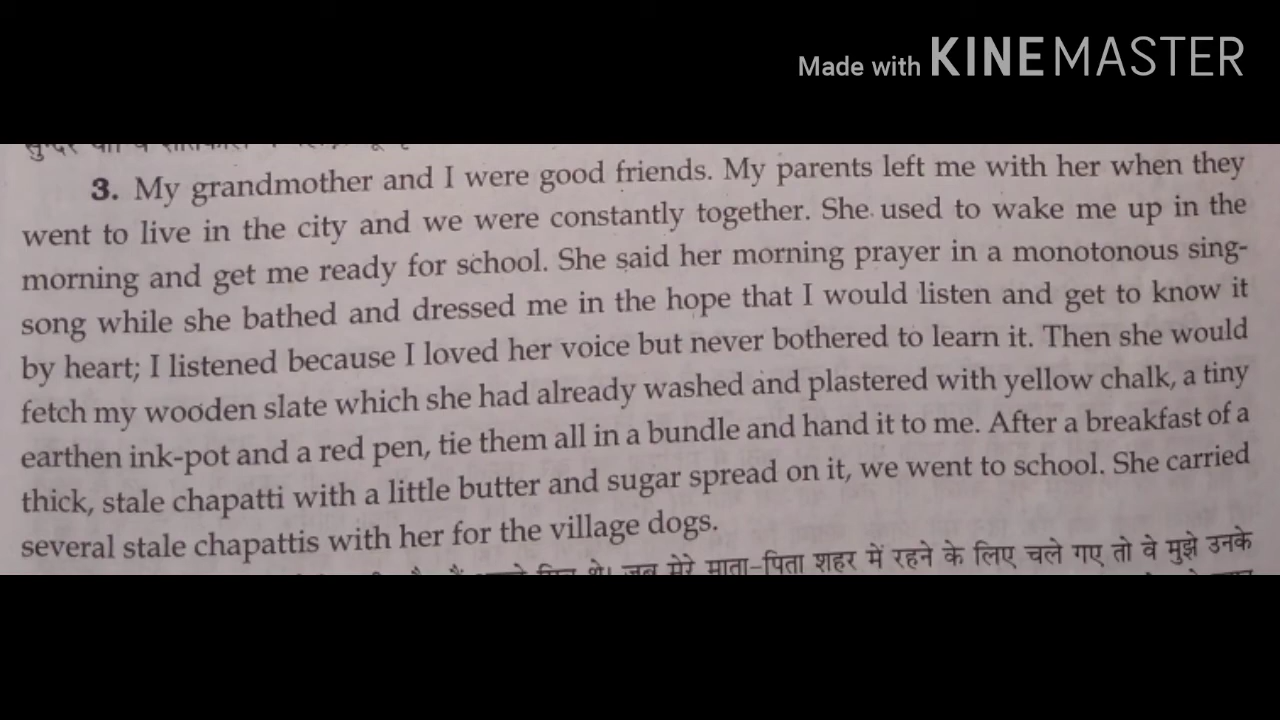 Made with KINEMASTER
3. My grandmother and I were good friends. My parents left me with her when they
went to live in the city and we were constantly together. She used to wake me up in the
morning and get me ready for school. She said her morning prayer in a monotonous sing-
song while she bathed and dressed me in the hope that I would listen and get to know it
by heart; I listened because I loved her voice but never bothered to learn it. Then she would
fetch my wooden slate which she had already washed and plastered with yellow chalk, a tiny
earthen ink-pot and a red pen, tie them all in a bundle and hand it to me. After a breakfast of a
thick, stale chapatti with a little butter and sugar spread on it, we went to school. She carried
several stale chapattis with her for the village dogs.
थे। जब मेरे माता-पिता शहर में रहने के लिए चले गए तो वे मुझे उनके